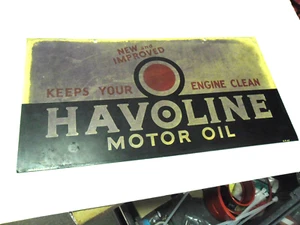 NEW and
IMPROVED
KEEPS YOUR ENGINE CLEAN
HAVOLINE
MOTOR OIL